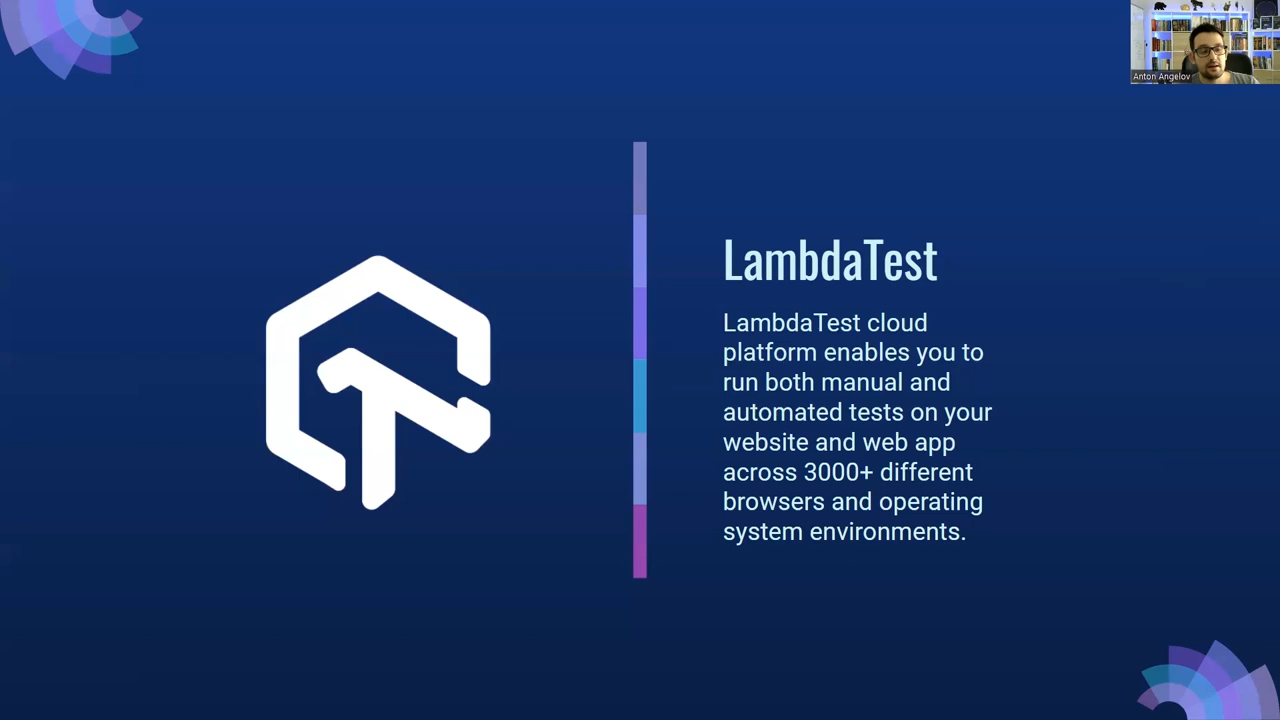 Anton Angelov
LambdaTest
LambdaTest cloud
platform enables you to
run both manual and
automated tests on your
website and web app
across 3000+ different
browsers and operating
system environments.